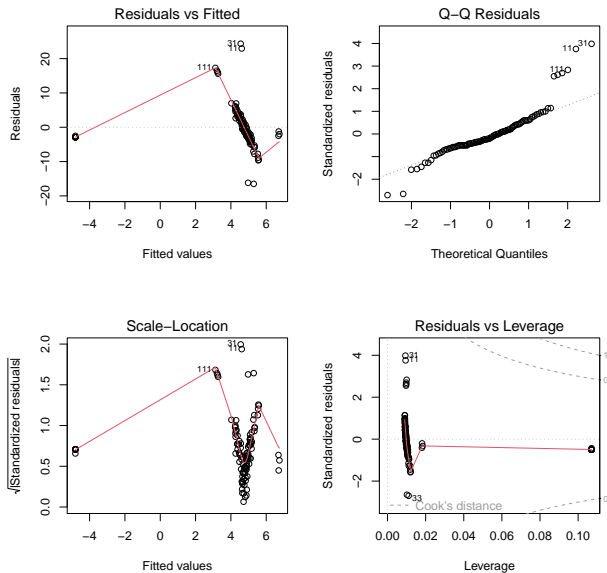 Residuals vs Fitted
Residuals
20
10
0
−10
−20
31
11
111
−4 −2 0 2 4 6
Fitted values
Q−Q Residuals
Standardized residuals
4
3
2
1
0
−2
31
11
111
−2 −1 0 1 2
Theoretical Quantiles
Scale−Location
√|Standardized residuals|
2.0
1.5
1.0
0.5
0.0
31
11
111
−4 −2 0 2 4 6
Fitted values
Residuals vs Leverage
Standardized residuals
4
2
0
−2
31
11
33
Cook's distance
0.00 0.02 0.04 0.06 0.08 0.10
Leverage